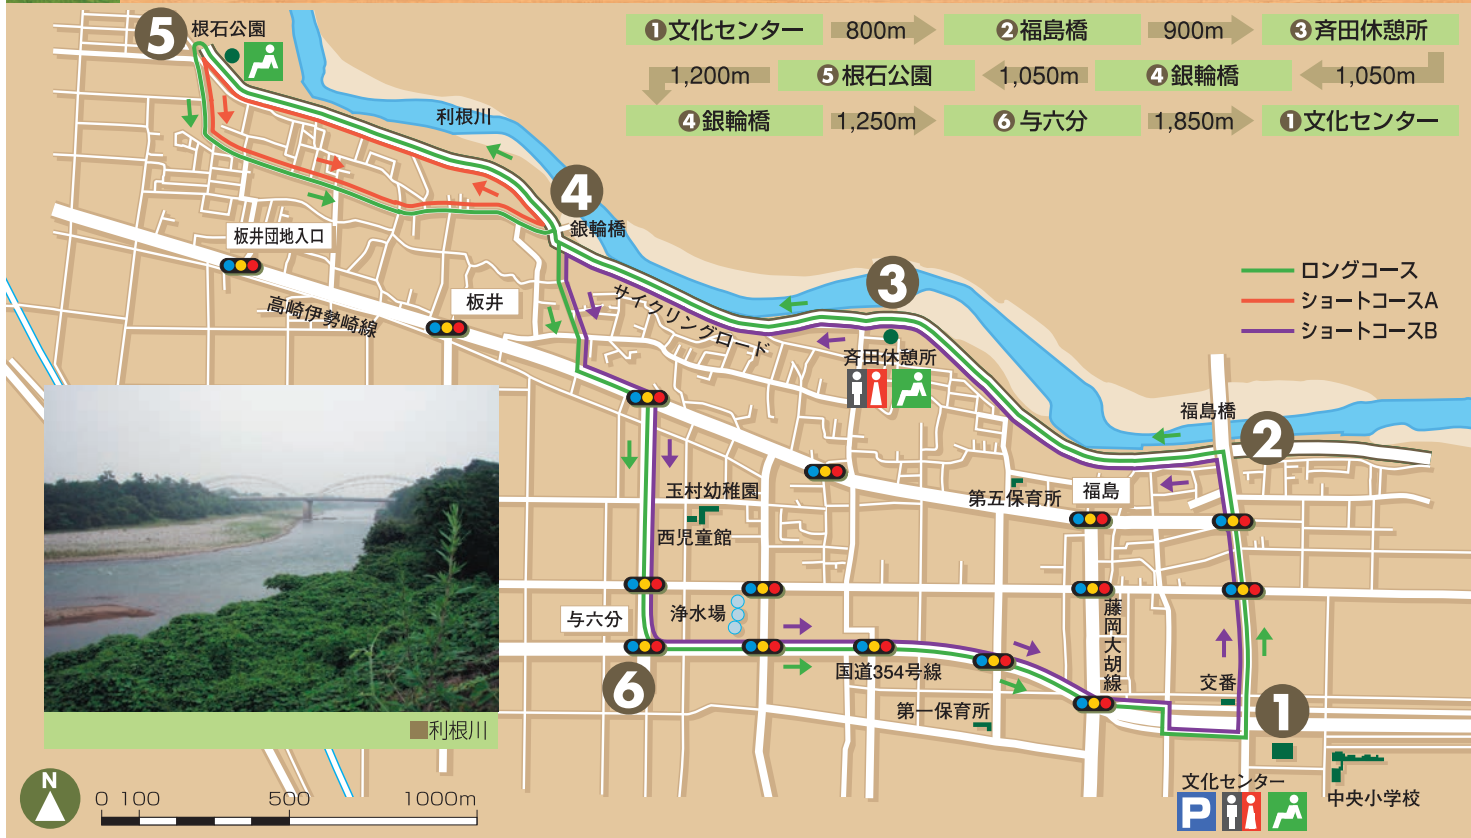 ❶文化センター 800m ❷福島橋 900m ❸斉田休憩所
1,200m ❺根石公園 1,050m ❹銀輪橋 1,050m
❹銀輪橋 1,250m ❻与六分 1,850m ❶文化センター
5
根石公園
利根川
4
銀輪橋
板井団地入口
3
ロングコース
ショートコースA
ショートコースB
高崎伊勢崎線
板井
サイクリングロード
斉田休憩所
福島橋
2
玉村幼稚園
西児童館
第五保育所
福島
与六分
浄水場
藤岡大胡線
国道354号線
6
第一保育所
交番
1
■利根川
文化センター
P
中央小学校
N
0 100 500 1000m